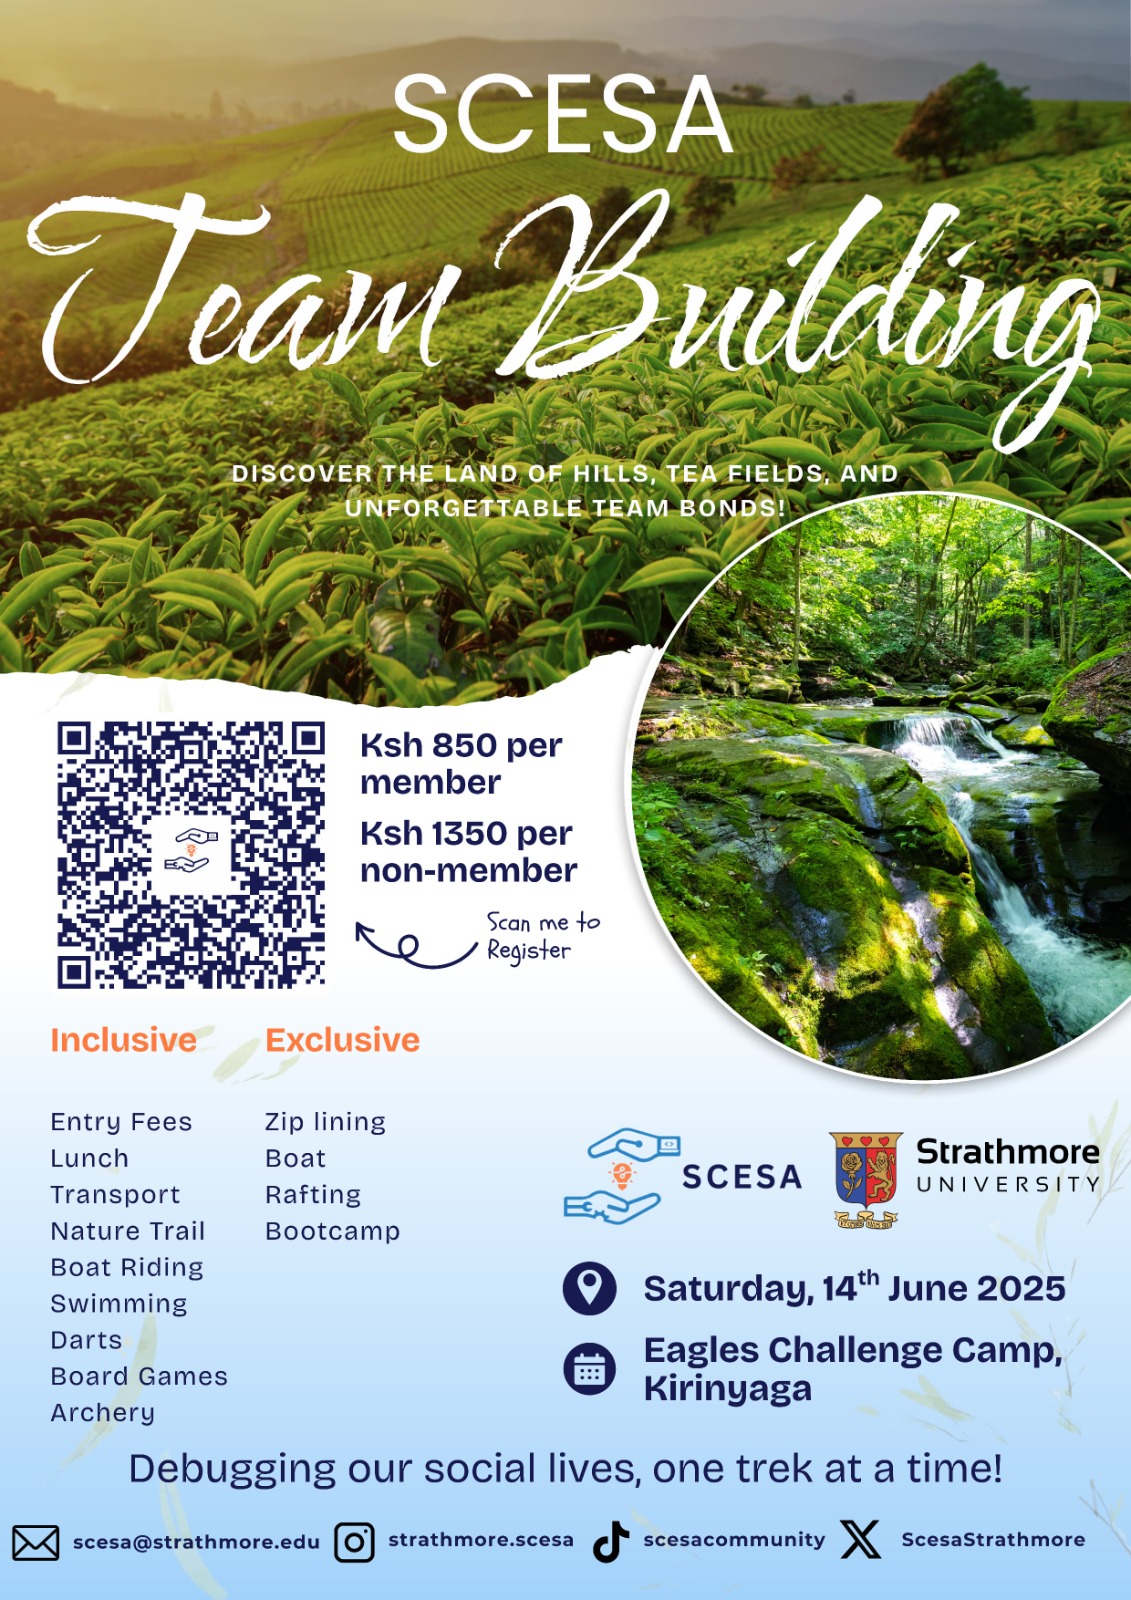 SCESA
Team Building
DISCOVER THE LAND OF HILLS, TEA FIELDS, AND
UNFORGETTABLE TEAM BONDS!
Ksh 850 per
member
Ksh 1350 per
non-member
Scan me to
Register
Inclusive
Entry Fees
Lunch
Transport
Nature Trail
Boat Riding
Swimming
Darts
Board Games
Archery
Exclusive
Zip lining
Boat
Rafting
Bootcamp
SCESA
Strathmore
UNIVERSITY
Saturday, 14th June 2025
Eagles Challenge Camp,
Kirinyaga
Debugging our social lives, one trek at a time!
scesa@strathmore.edu
strathmore.scesa
scesacommunity
ScesaStrathmore